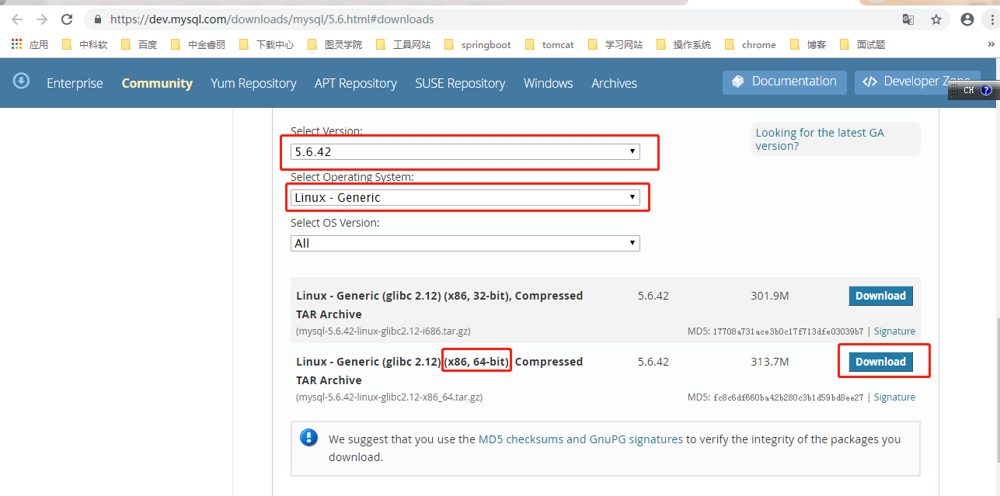 https://dev.mysql.com/downloads/mysql/5.6.html#downloads
应用 中科软 百度 中金睿丽 下载中心 图灵学院 工具网站 springboot tomcat 学习网站 操作系统 chrome 博客 面试题 »
Enterprise Community Yum Repository APT Repository SUSE Repository Windows Archives Documentation </> Developer Zone
CH ?
Select Version:
Looking for the latest GA
version?
5.6.42
Select Operating System:
Linux - Generic
Select OS Version:
All
Linux - Generic (glibc 2.12) (x86, 32-bit), Compressed 5.6.42 301.9M Download
TAR Archive
(mysql-5.6.42-linux-glibc2.12-i686.tar.gz) MD5: 17708a731ace3b0c17f713dfe03039b7 | Signature
Linux - Generic (glibc 2.12) (x86, 64-bit), Compressed 5.6.42 313.7M Download
TAR Archive
(mysql-5.6.42-linux-glibc2.12-x86_64.tar.gz) MD5: fc8c6df660ba42b280c3b1d59bd8ee27 | Signature
We suggest that you use the MD5 checksums and GnuPG signatures to verify the integrity of the packages you
download.